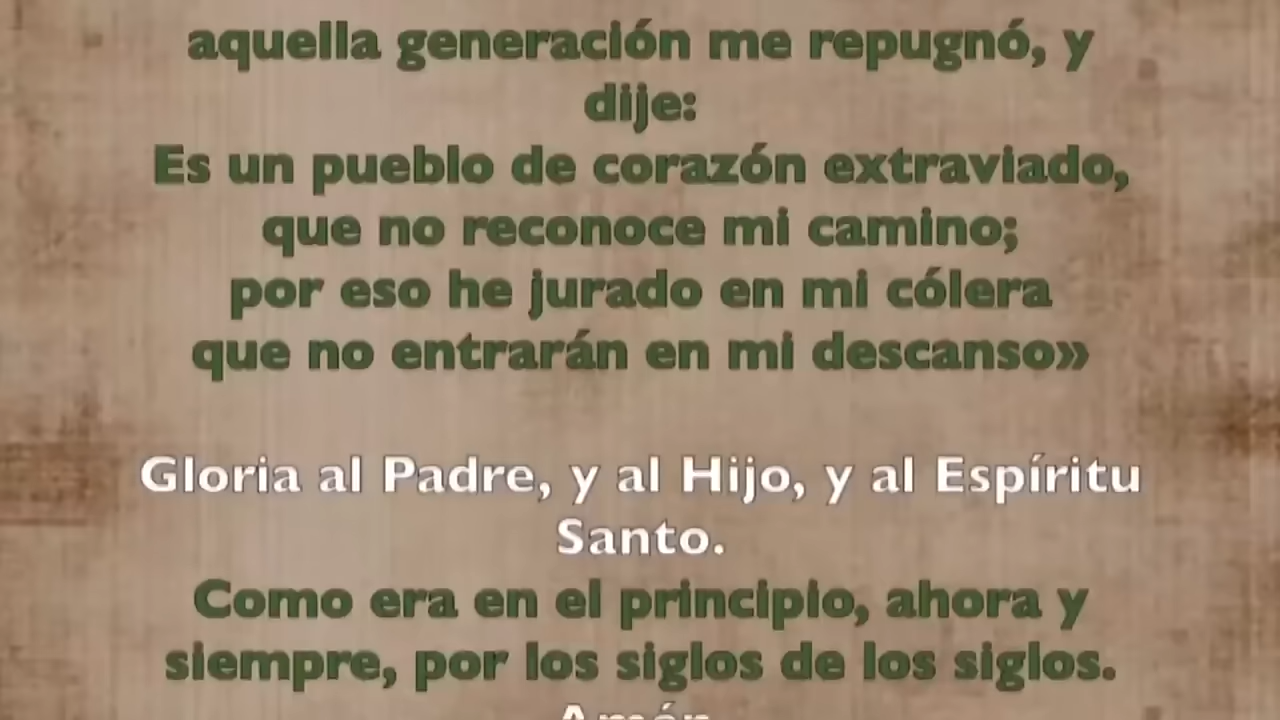 aquella generación me repugnó, y
dije:
Es un pueblo de corazón extraviado,
que no reconoce mi camino;
por eso he jurado en mi cólera
que no entrarán en mi descanso»
Gloria al Padre, y al Hijo, y al Espíritu
Santo.
Como era en el principio, ahora y
siempre, por los siglos de los siglos.
Amén.